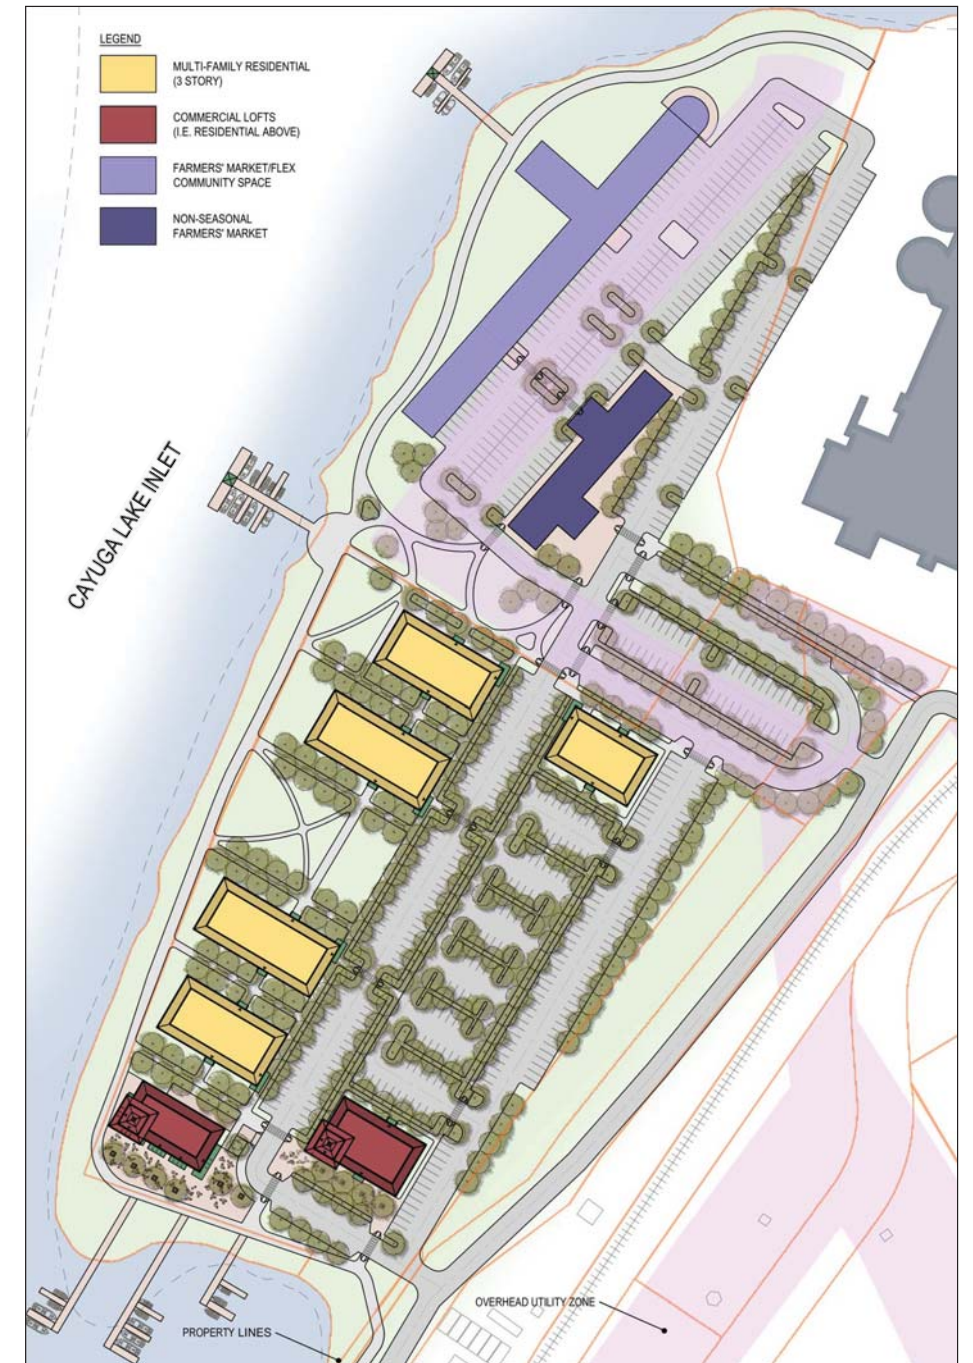 LEGEND
MULTI-FAMILY RESIDENTIAL
(3 STORY)
COMMERCIAL LOFTS
(I.E. RESIDENTIAL ABOVE)
FARMERS' MARKET/FLEX
COMMUNITY SPACE
NON-SEASONAL
FARMERS' MARKET
CAYUGA LAKE INLET
OVERHEAD UTILITY ZONE
PROPERTY LINES